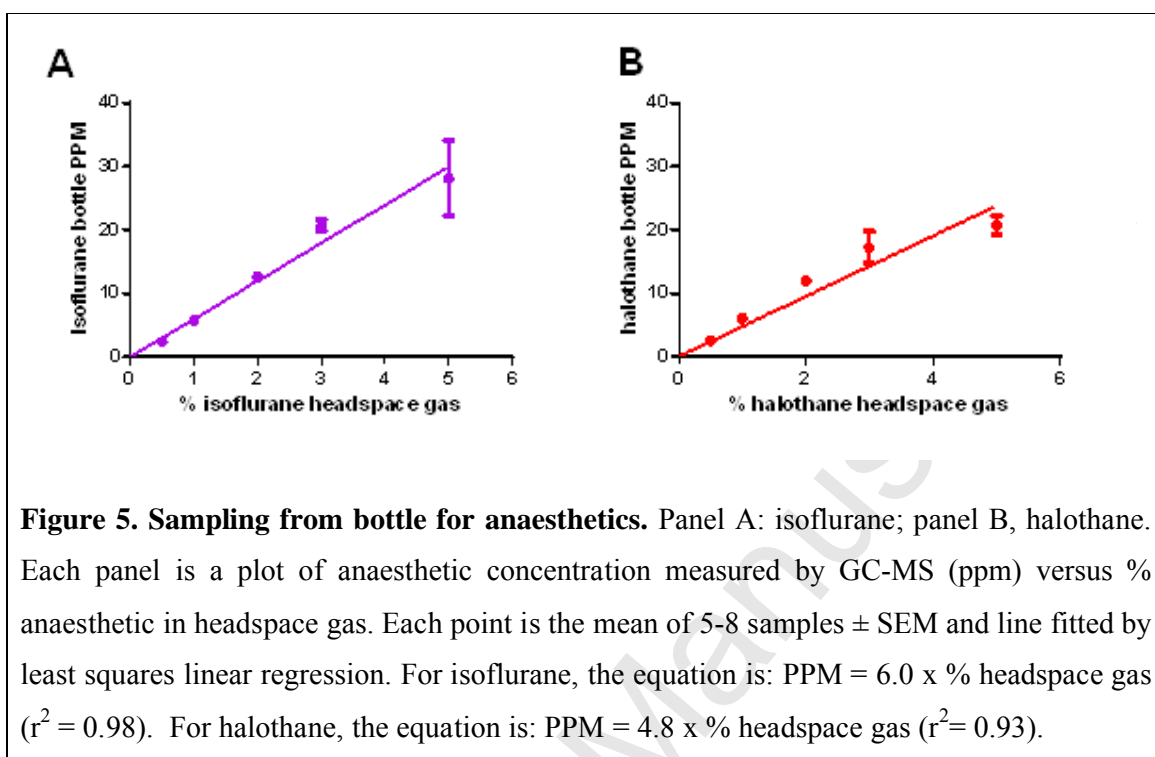 A
B
40
30
20
10
0
Isoflurane bottle PPM
0 1 2 3 4 5 6
% isoflurane headspace gas
40
30
20
10
0
halothane bottle PPM
0 2 4 6
% halothane headspace gas
Manus
Figure 5. Sampling from bottle for anaesthetics. Panel A: isoflurane; panel B, halothane.
Each panel is a plot of anaesthetic concentration measured by GC-MS (ppm) versus %
anaesthetic in headspace gas. Each point is the mean of 5-8 samples ± SEM and line fitted by
least squares linear regression. For isoflurane, the equation is: PPM = 6.0 x % headspace gas
(r² = 0.98). For halothane, the equation is: PPM = 4.8 x % headspace gas (r²= 0.93).